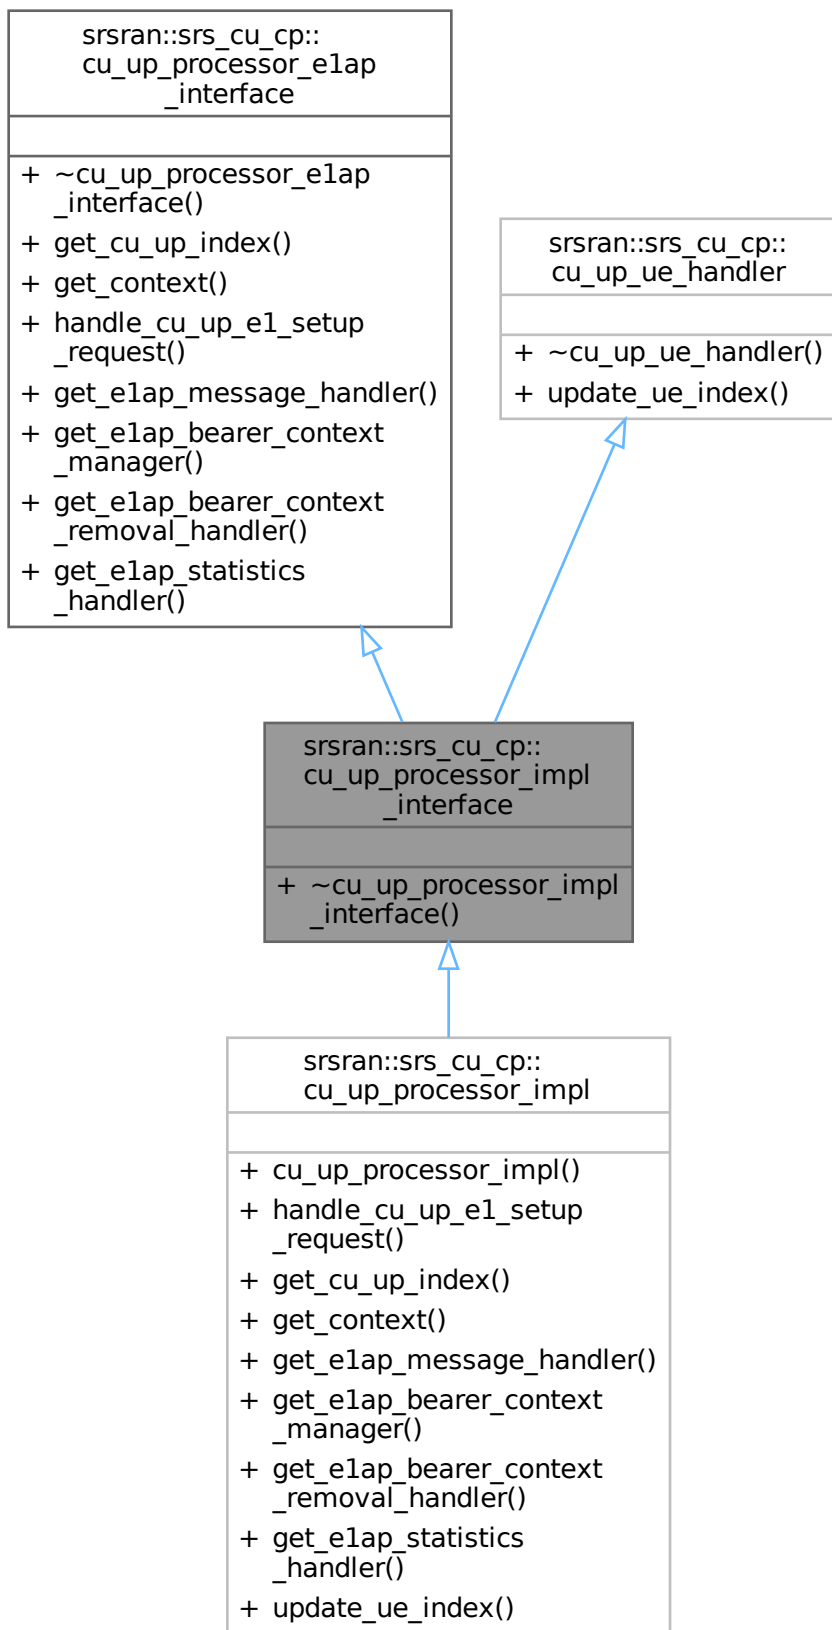 srsran::srs_cu_cp::
cu_up_processor_e1ap
_interface
+ ~cu_up_processor_e1ap
_interface()
+ get_cu_up_index()
+ get_context()
+ handle_cu_up_e1_setup
_request()
+ get_e1ap_message_handler()
+ get_e1ap_bearer_context
_manager()
+ get_e1ap_bearer_context
_removal_handler()
+ get_e1ap_statistics
_handler()
srsran::srs_cu_cp::
cu_up_ue_handler
+ ~cu_up_ue_handler()
+ update_ue_index()
srsran::srs_cu_cp::
cu_up_processor_impl
_interface
+ ~cu_up_processor_impl
_interface()
srsran::srs_cu_cp::
cu_up_processor_impl
+ cu_up_processor_impl()
+ handle_cu_up_e1_setup
_request()
+ get_cu_up_index()
+ get_context()
+ get_e1ap_message_handler()
+ get_e1ap_bearer_context
_manager()
+ get_e1ap_bearer_context
_removal_handler()
+ get_e1ap_statistics
_handler()
+ update_ue_index()